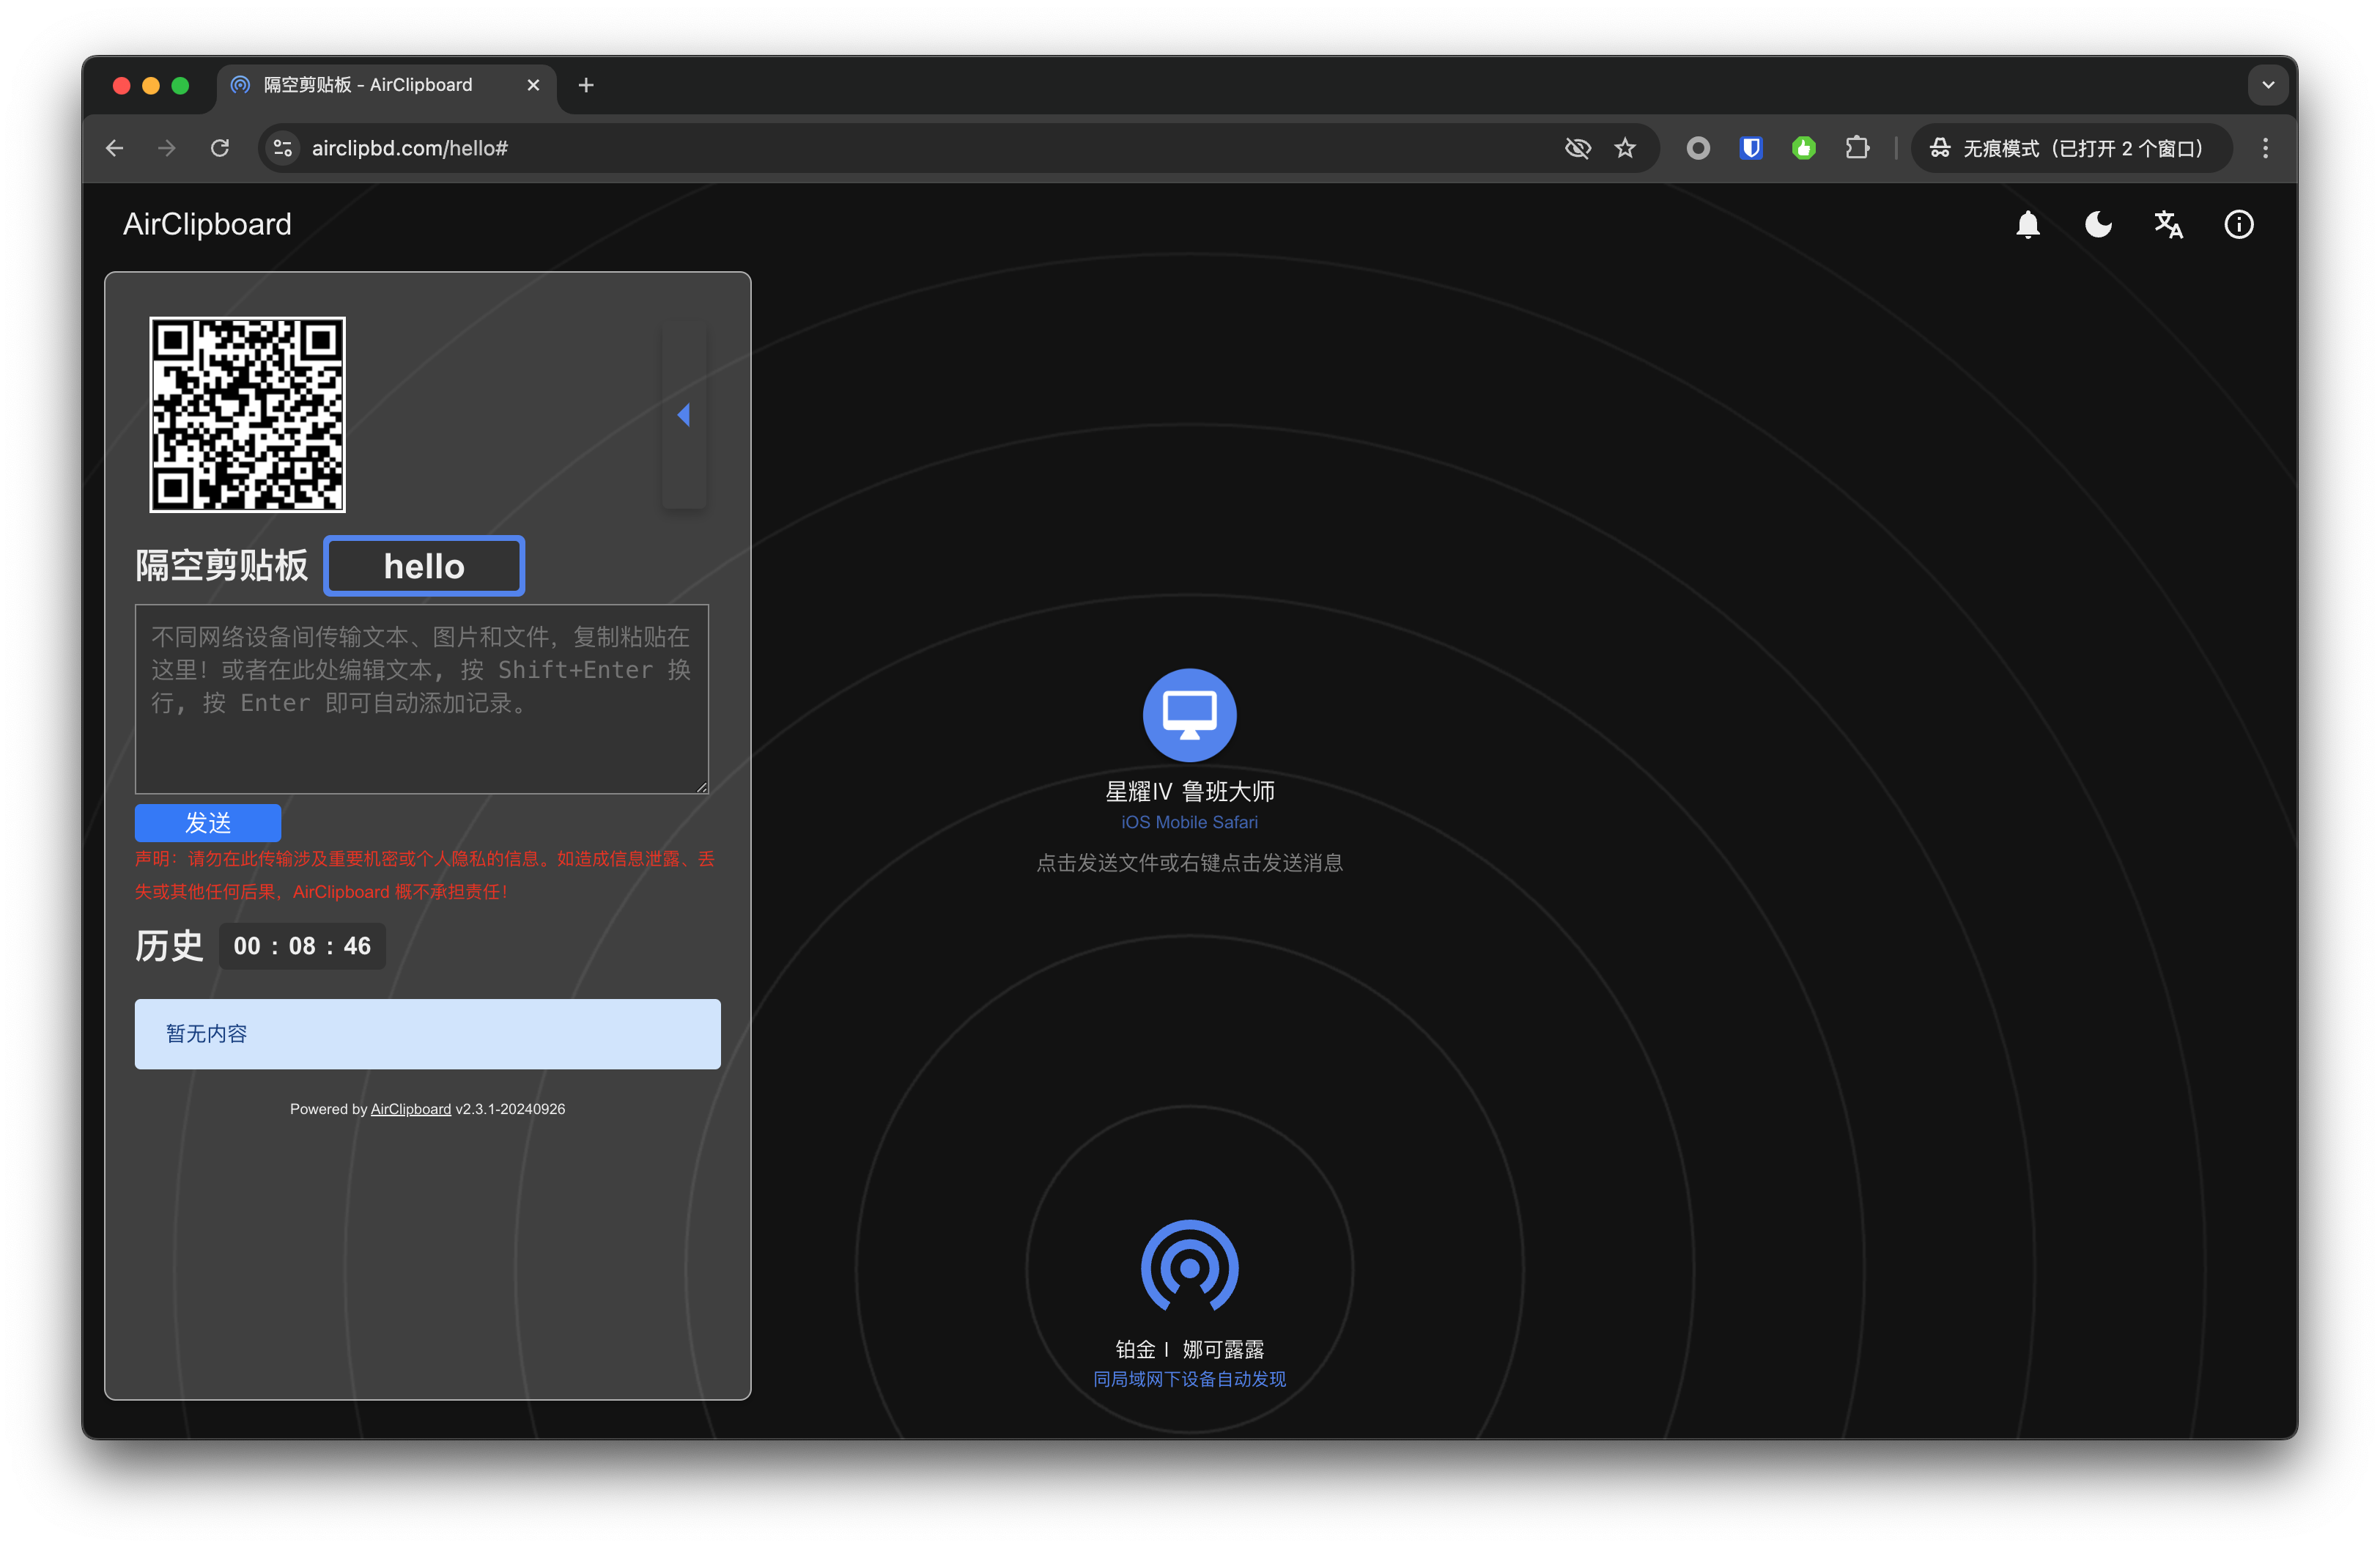 隔空剪贴板 - AirClipboard
airclipbd.com/hello#
无痕模式（已打开 2 个窗口）
AirClipboard
隔空剪贴板 hello
不同网络设备间传输文本、图片和文件，复制粘贴在
这里！或者在此处编辑文本, 按 Shift+Enter 换
行, 按 Enter 即可自动添加记录。
发送
声明：请勿在此传输涉及重要机密或个人隐私的信息。如造成信息泄露、丢
失或其他任何后果，AirClipboard 概不承担责任！
历史 00 : 08 : 46
暂无内容
Powered by AirClipboard v2.3.1-20240926
星耀IV 鲁班大师
iOS Mobile Safari
点击发送文件或右键点击发送消息
铂金 I 娜可露露
同局域网下设备自动发现